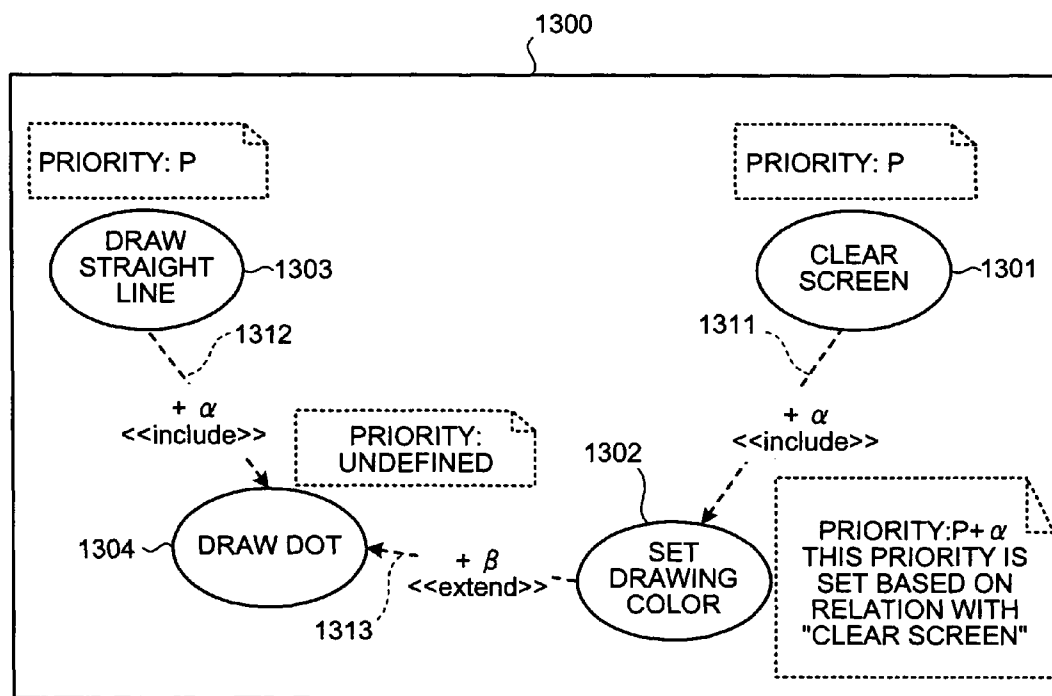 1300
PRIORITY: P
PRIORITY: P
DRAW
STRAIGHT
LINE
1303
CLEAR
SCREEN
1301
1312
1311
+ α
<<include>>
+ α
<<include>>
PRIORITY:
UNDEFINED
1302
1304
DRAW DOT
+ β
<<extend>>
1313
SET
DRAWING
COLOR
PRIORITY:P+ α
THIS PRIORITY IS
SET BASED ON
RELATION WITH
"CLEAR SCREEN"